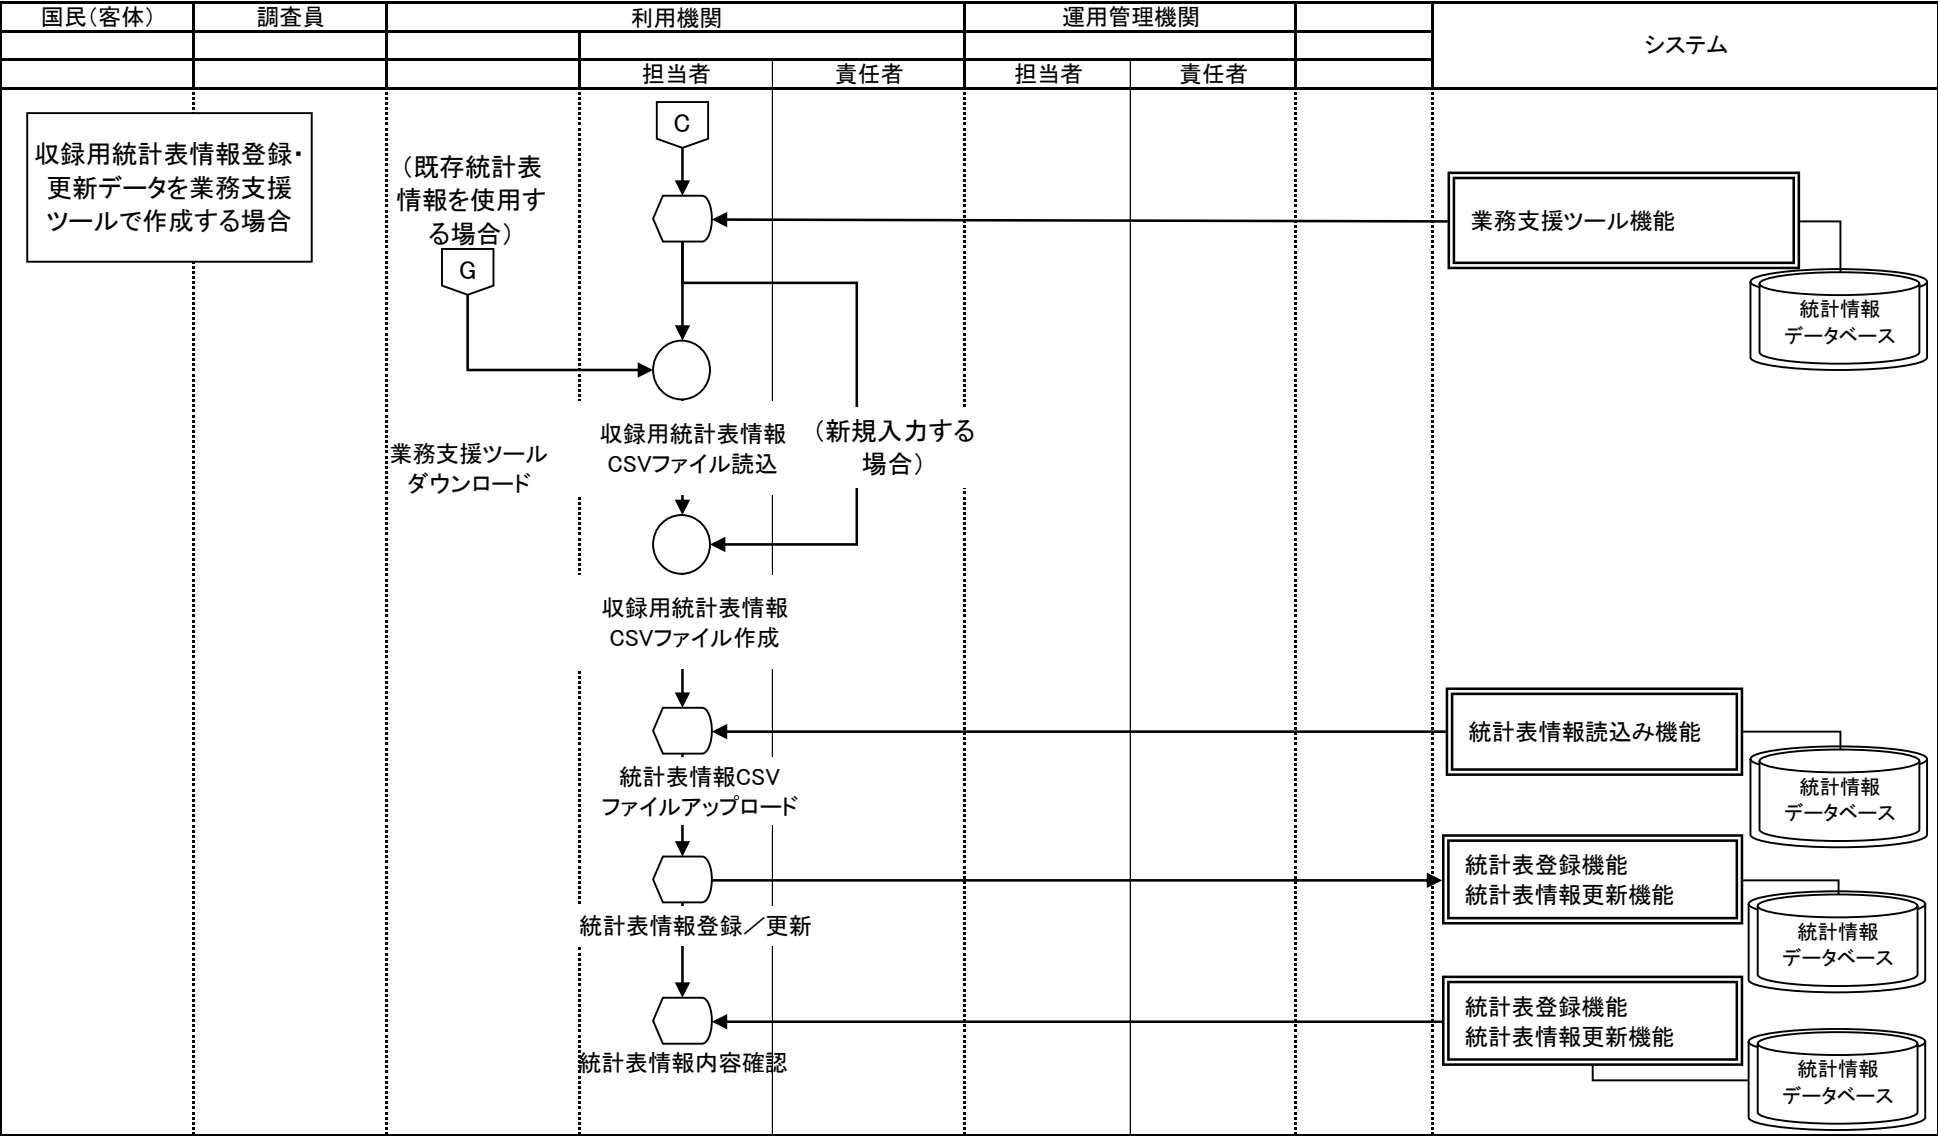 国民(客体)
調査員
利用機関
運用管理機関
システム
担当者
責任者
担当者
責任者
収録用統計表情報登録・
更新データを業務支援
ツールで作成する場合
C
(既存統計表
情報を使用す
る場合)
G
業務支援ツール機能
統計情報
データベース
業務支援ツール
ダウンロード
収録用統計表情報
CSVファイル読込
(新規入力する
場合)
収録用統計表情報
CSVファイル作成
統計表情報読込み機能
統計情報
データベース
統計表情報CSV
ファイルアップロード
統計表登録機能
統計表情報更新機能
統計情報
データベース
統計表情報登録/更新
統計表登録機能
統計表情報更新機能
統計情報
データベース
統計表情報内容確認